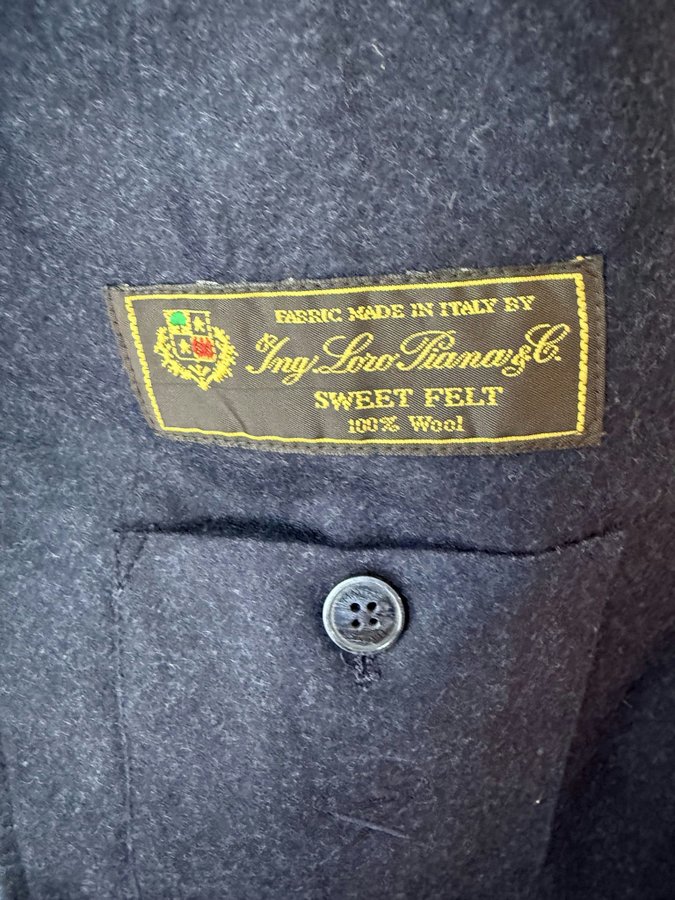 FABRIC MADE IN ITALY BY
Ing Loro Piana & C.
SWEET FELT
100% Wool